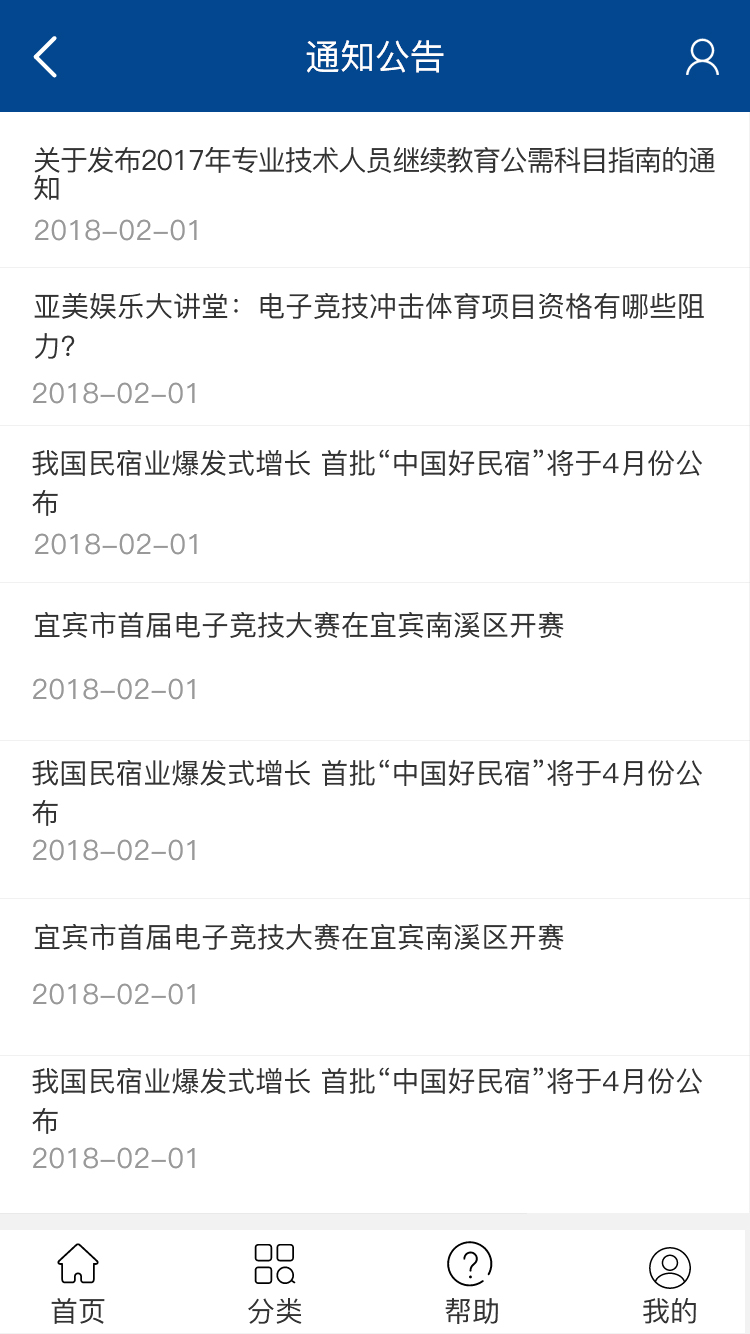 通知公告
关于发布2017年专业技术人员继续教育公需科目指南的通
知
2018-02-01
亚美娱乐大讲堂：电子竞技冲击体育项目资格有哪些阻
力?
2018-02-01
我国民宿业爆发式增长 首批“中国好民宿”将于4月份公
布
2018-02-01
宜宾市首届电子竞技大赛在宜宾南溪区开赛
2018-02-01
我国民宿业爆发式增长 首批“中国好民宿”将于4月份公
布
2018-02-01
宜宾市首届电子竞技大赛在宜宾南溪区开赛
2018-02-01
我国民宿业爆发式增长 首批“中国好民宿”将于4月份公
布
2018-02-01
首页 分类 帮助 我的